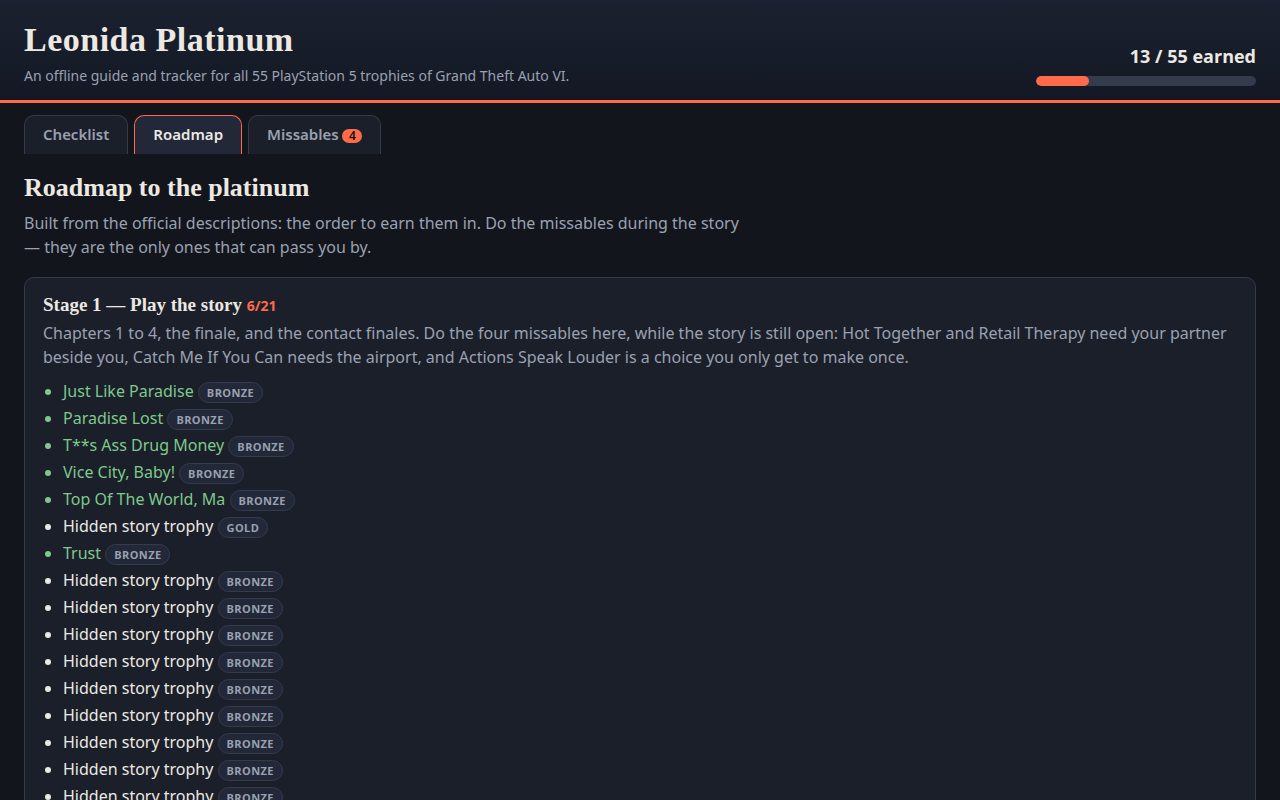 Leonida Platinum
An offline guide and tracker for all 55 PlayStation 5 trophies of Grand Theft Auto VI.
13 / 55 earned
Checklist
Roadmap
Missables 4
Roadmap to the platinum
Built from the official descriptions: the order to earn them in. Do the missables during the story
— they are the only ones that can pass you by.
Stage 1 — Play the story 6/21
Chapters 1 to 4, the finale, and the contact finales. Do the four missables here, while the story is still open: Hot Together and Retail Therapy need your partner
beside you, Catch Me If You Can needs the airport, and Actions Speak Louder is a choice you only get to make once.
Just Like Paradise BRONZE
Paradise Lost BRONZE
T**s Ass Drug Money BRONZE
Vice City, Baby! BRONZE
Top Of The World, Ma BRONZE
Hidden story trophy GOLD
Trust BRONZE
Hidden story trophy BRONZE
Hidden story trophy BRONZE
Hidden story trophy BRONZE
Hidden story trophy BRONZE
Hidden story trophy BRONZE
Hidden story trophy BRONZE
Hidden story trophy BRONZE
Hidden story trophy BRONZE
Hidden story trophy BRONZE